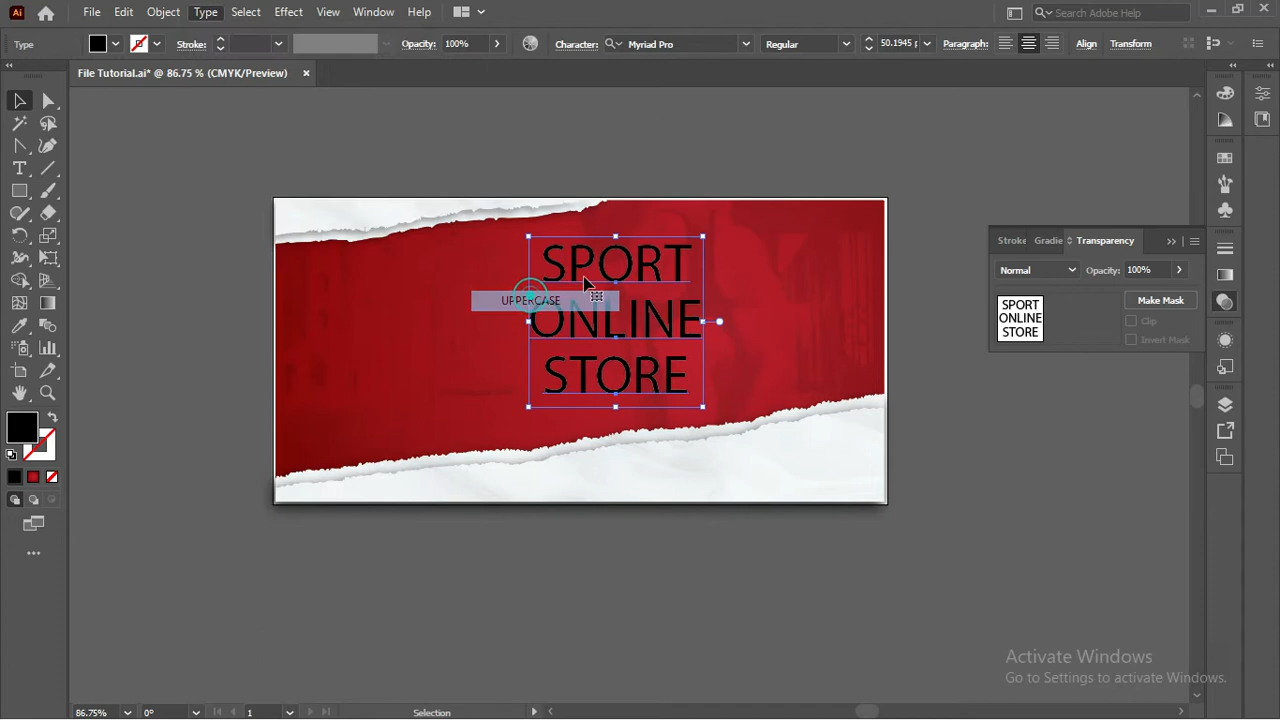 Ai File Edit Object Type Select Effect View Window Help Search Adobe Help
Type Stroke: Opacity: 100% Character: Myriad Pro Regular 50.1945 p Paragraph: Align Transform
File Tutorial.ai* @ 86.75 % (CMYK/Preview)
SPORT
UPPERCASE
ONLINE
STORE
Stroke Gradie Transparency
Normal Opacity: 100%
SPORT
ONLINE
STORE
Make Mask
Clip
Invert Mask
Activate Windows
Go to Settings to activate Windows.
86.75% 0° 1 Selection